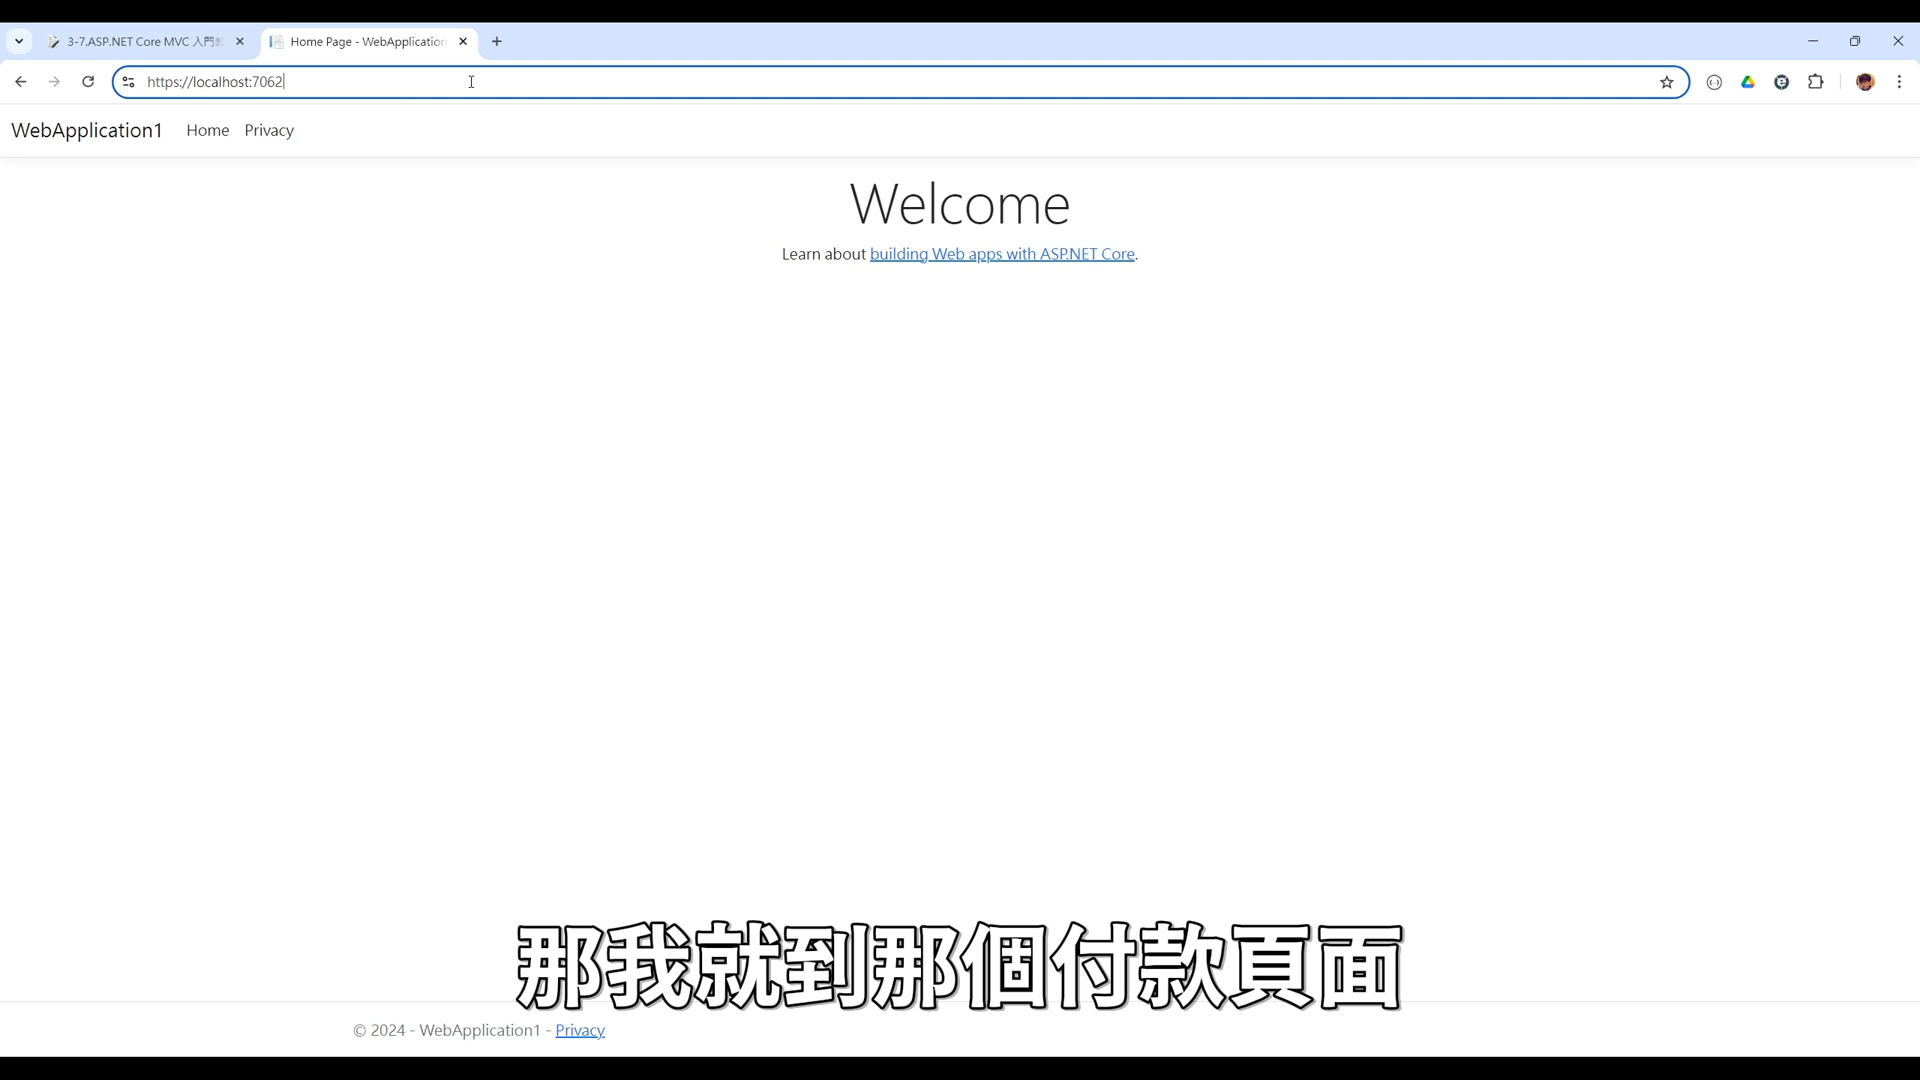 3-7.ASP.NET Core MVC 入門
Home Page - WebApplication
https://localhost:7062
WebApplication1 Home Privacy
Welcome
Learn about building Web apps with ASP.NET Core.
那我就到那個付款頁面
© 2024 - WebApplication1 - Privacy